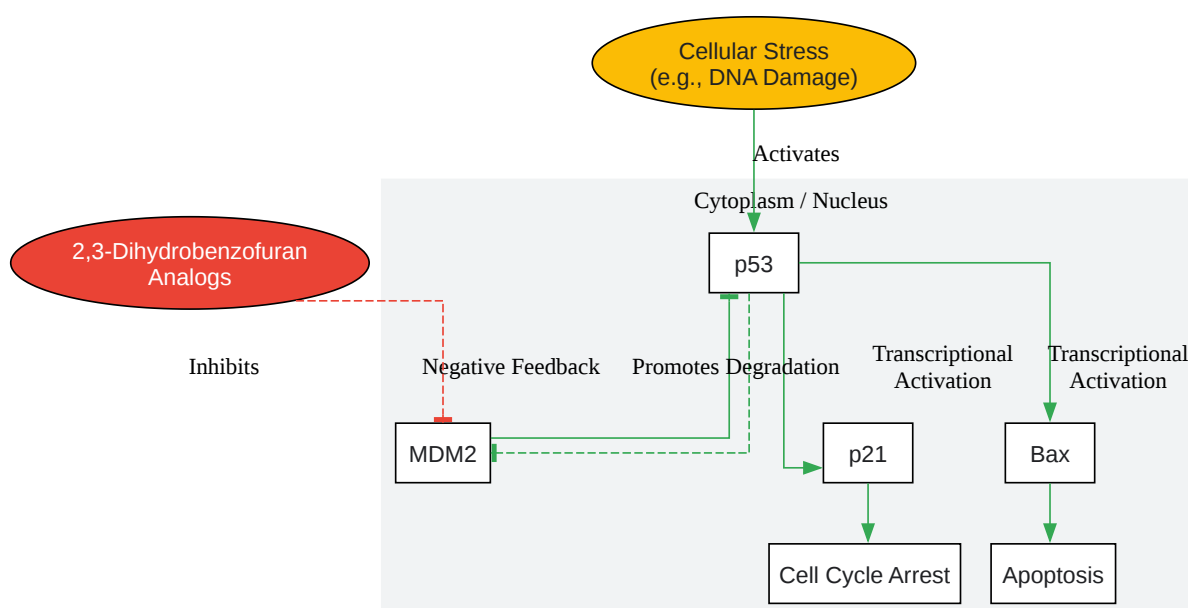 Cellular Stress
(e.g., DNA Damage)
Activates
Cytoplasm / Nucleus
2,3-Dihydrobenzofuran
Analogs
p53
Inhibits
Negative Feedback
Promotes Degradation
Transcriptional
Activation
Transcriptional
Activation
MDM2
p21
Bax
Cell Cycle Arrest
Apoptosis